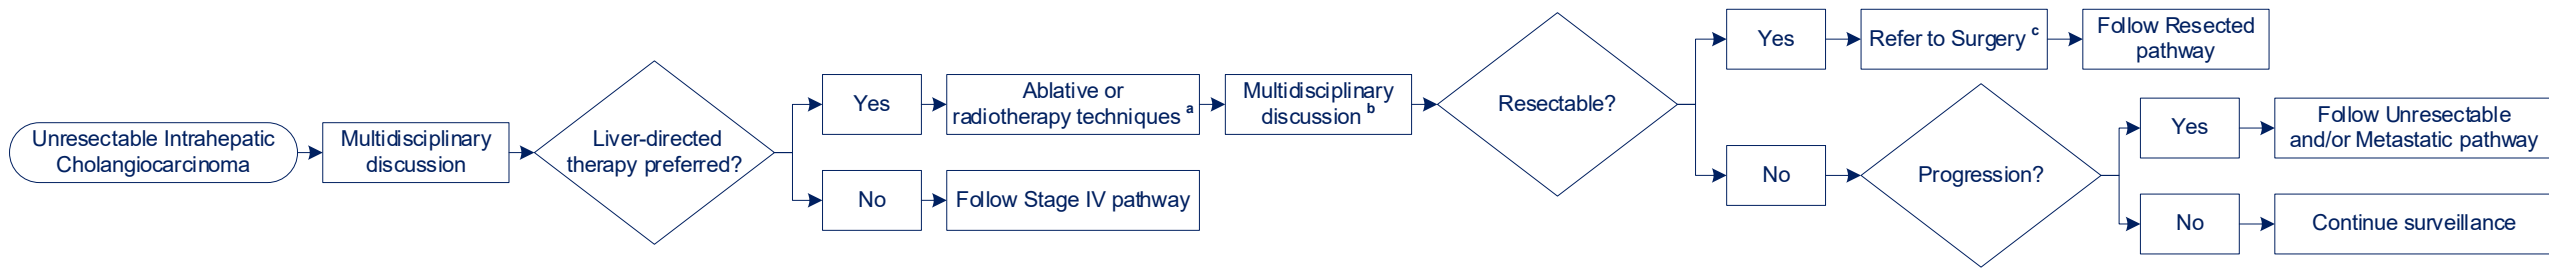 Unresectable Intrahepatic
Cholangiocarcinoma
Multidisciplinary
discussion
Liver-directed
therapy preferred?
Yes
Ablative or
radiotherapy techniques a
Multidisciplinary
discussion b
No
Follow Stage IV pathway
Resectable?
Yes
Refer to Surgery c
Follow Resected
pathway
No
Progression?
Yes
Follow Unresectable
and/or Metastatic pathway
No
Continue surveillance